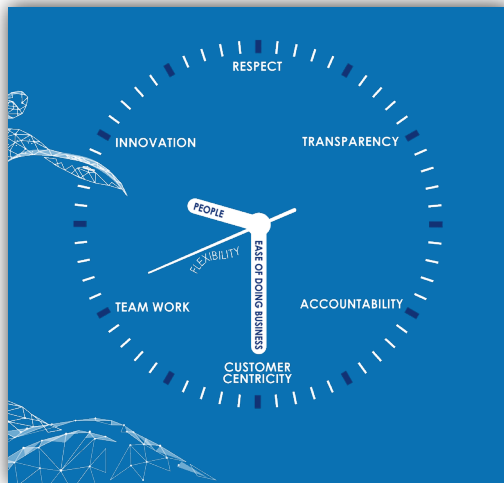 RESPECT
INNOVATION
TRANSPARENCY
PEOPLE
FLEXIBILITY
EASE OF DOING BUSINESS
TEAM WORK
ACCOUNTABILITY
CUSTOMER
CENTRICITY